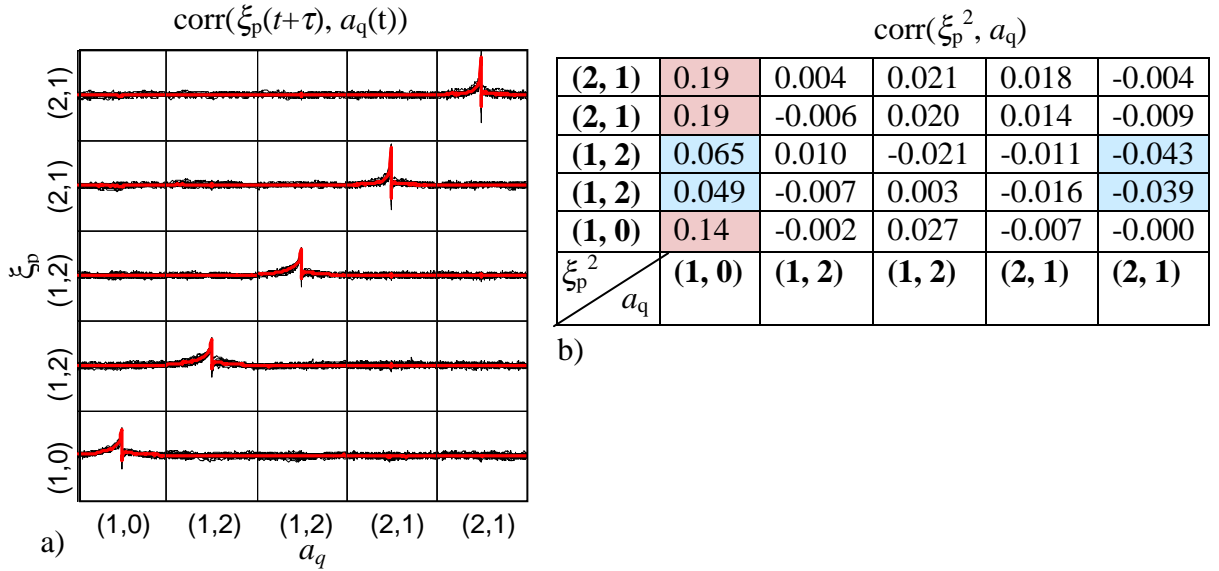 corr(ξp(t+τ), aq(t))
(2,1)
(2,1)
(1,2)
(1,2)
(1,0)
ξp
(1,0) (1,2) (1,2) (2,1) (2,1)
aq
a)
corr(ξp², aq)
(2, 1) 0.19 0.004 0.021 0.018 -0.004
(2, 1) 0.19 -0.006 0.020 0.014 -0.009
(1, 2) 0.065 0.010 -0.021 -0.011 -0.043
(1, 2) 0.049 -0.007 0.003 -0.016 -0.039
(1, 0) 0.14 -0.002 0.027 -0.007 -0.000
ξp² aq (1, 0) (1, 2) (1, 2) (2, 1) (2, 1)
b)